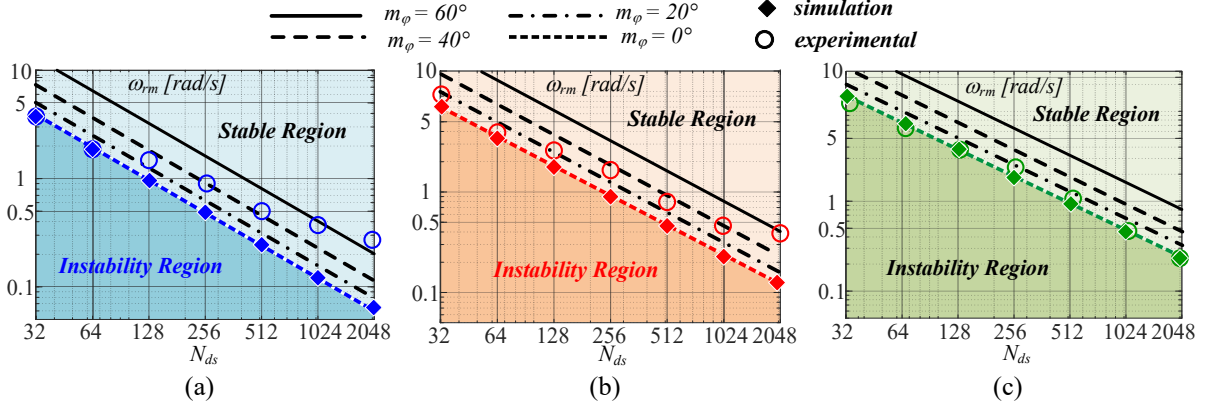 m_φ = 60°
m_φ = 20°
simulation
m_φ = 40°
m_φ = 0°
experimental
10
5
1
0.5
0.1
ω_rm [rad/s]
Stable Region
Instability Region
32 64 128 256 512 1024 2048
N_ds
(a)
10
5
1
0.5
0.1
ω_rm [rad/s]
Stable Region
Instability Region
32 64 128 256 512 1024 2048
N_ds
(b)
10
5
1
0.5
0.1
ω_rm [rad/s]
Stable Region
Instability Region
32 64 128 256 512 1024 2048
N_ds
(c)